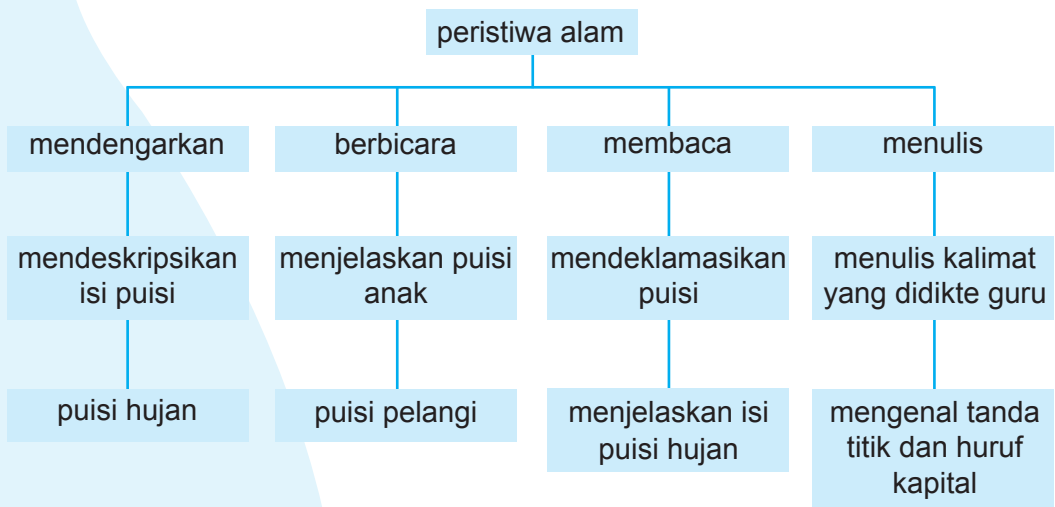 peristiwa alam
mendengarkan
berbicara
membaca
menulis
mendeskripsikan
isi puisi
menjelaskan puisi
anak
mendeklamasikan
puisi
menulis kalimat
yang didikte guru
puisi hujan
puisi pelangi
menjelaskan isi
puisi hujan
mengenal tanda
titik dan huruf
kapital